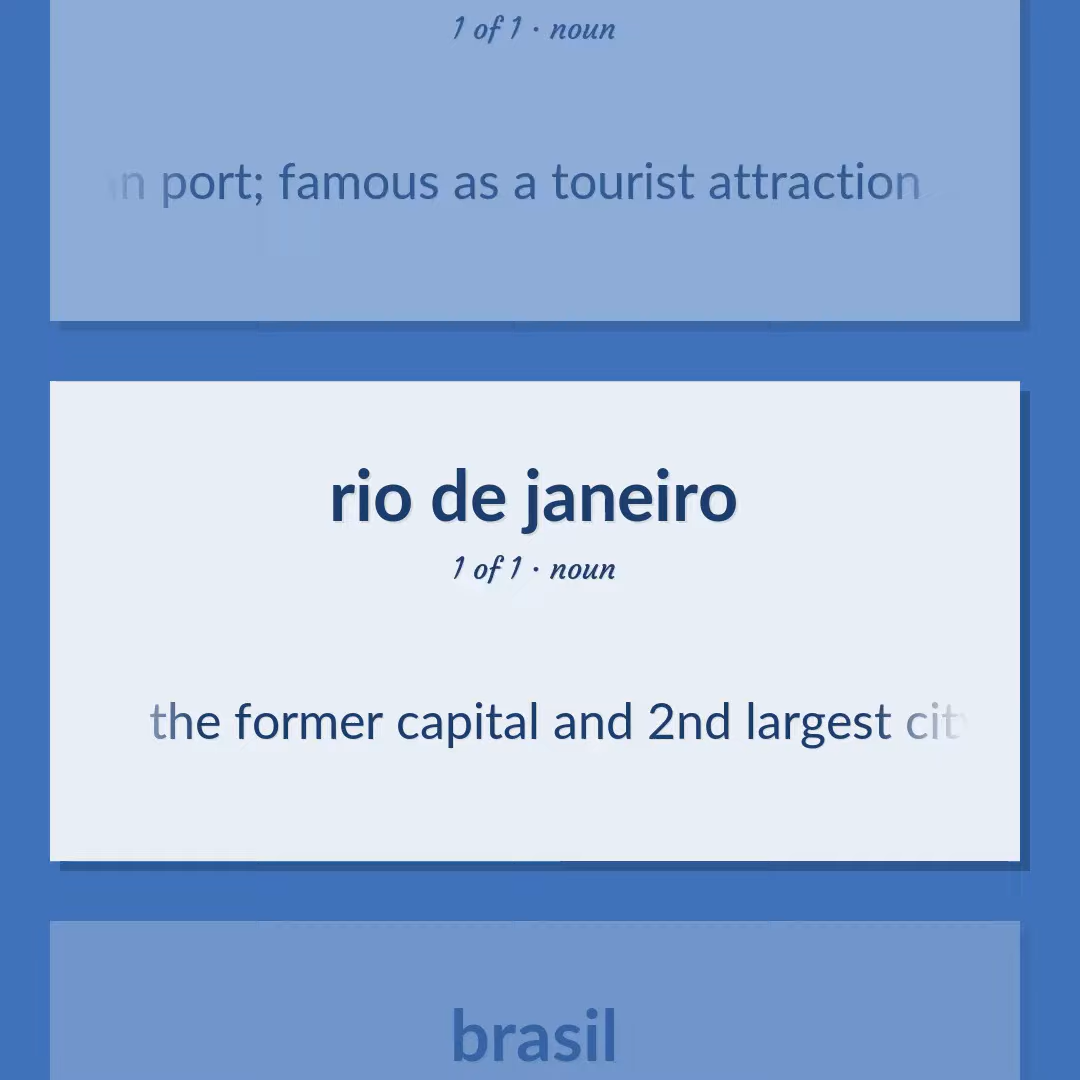 1 of 1 · noun
port; famous as a tourist attraction
rio de janeiro
1 of 1 · noun
the former capital and 2nd largest
brasil